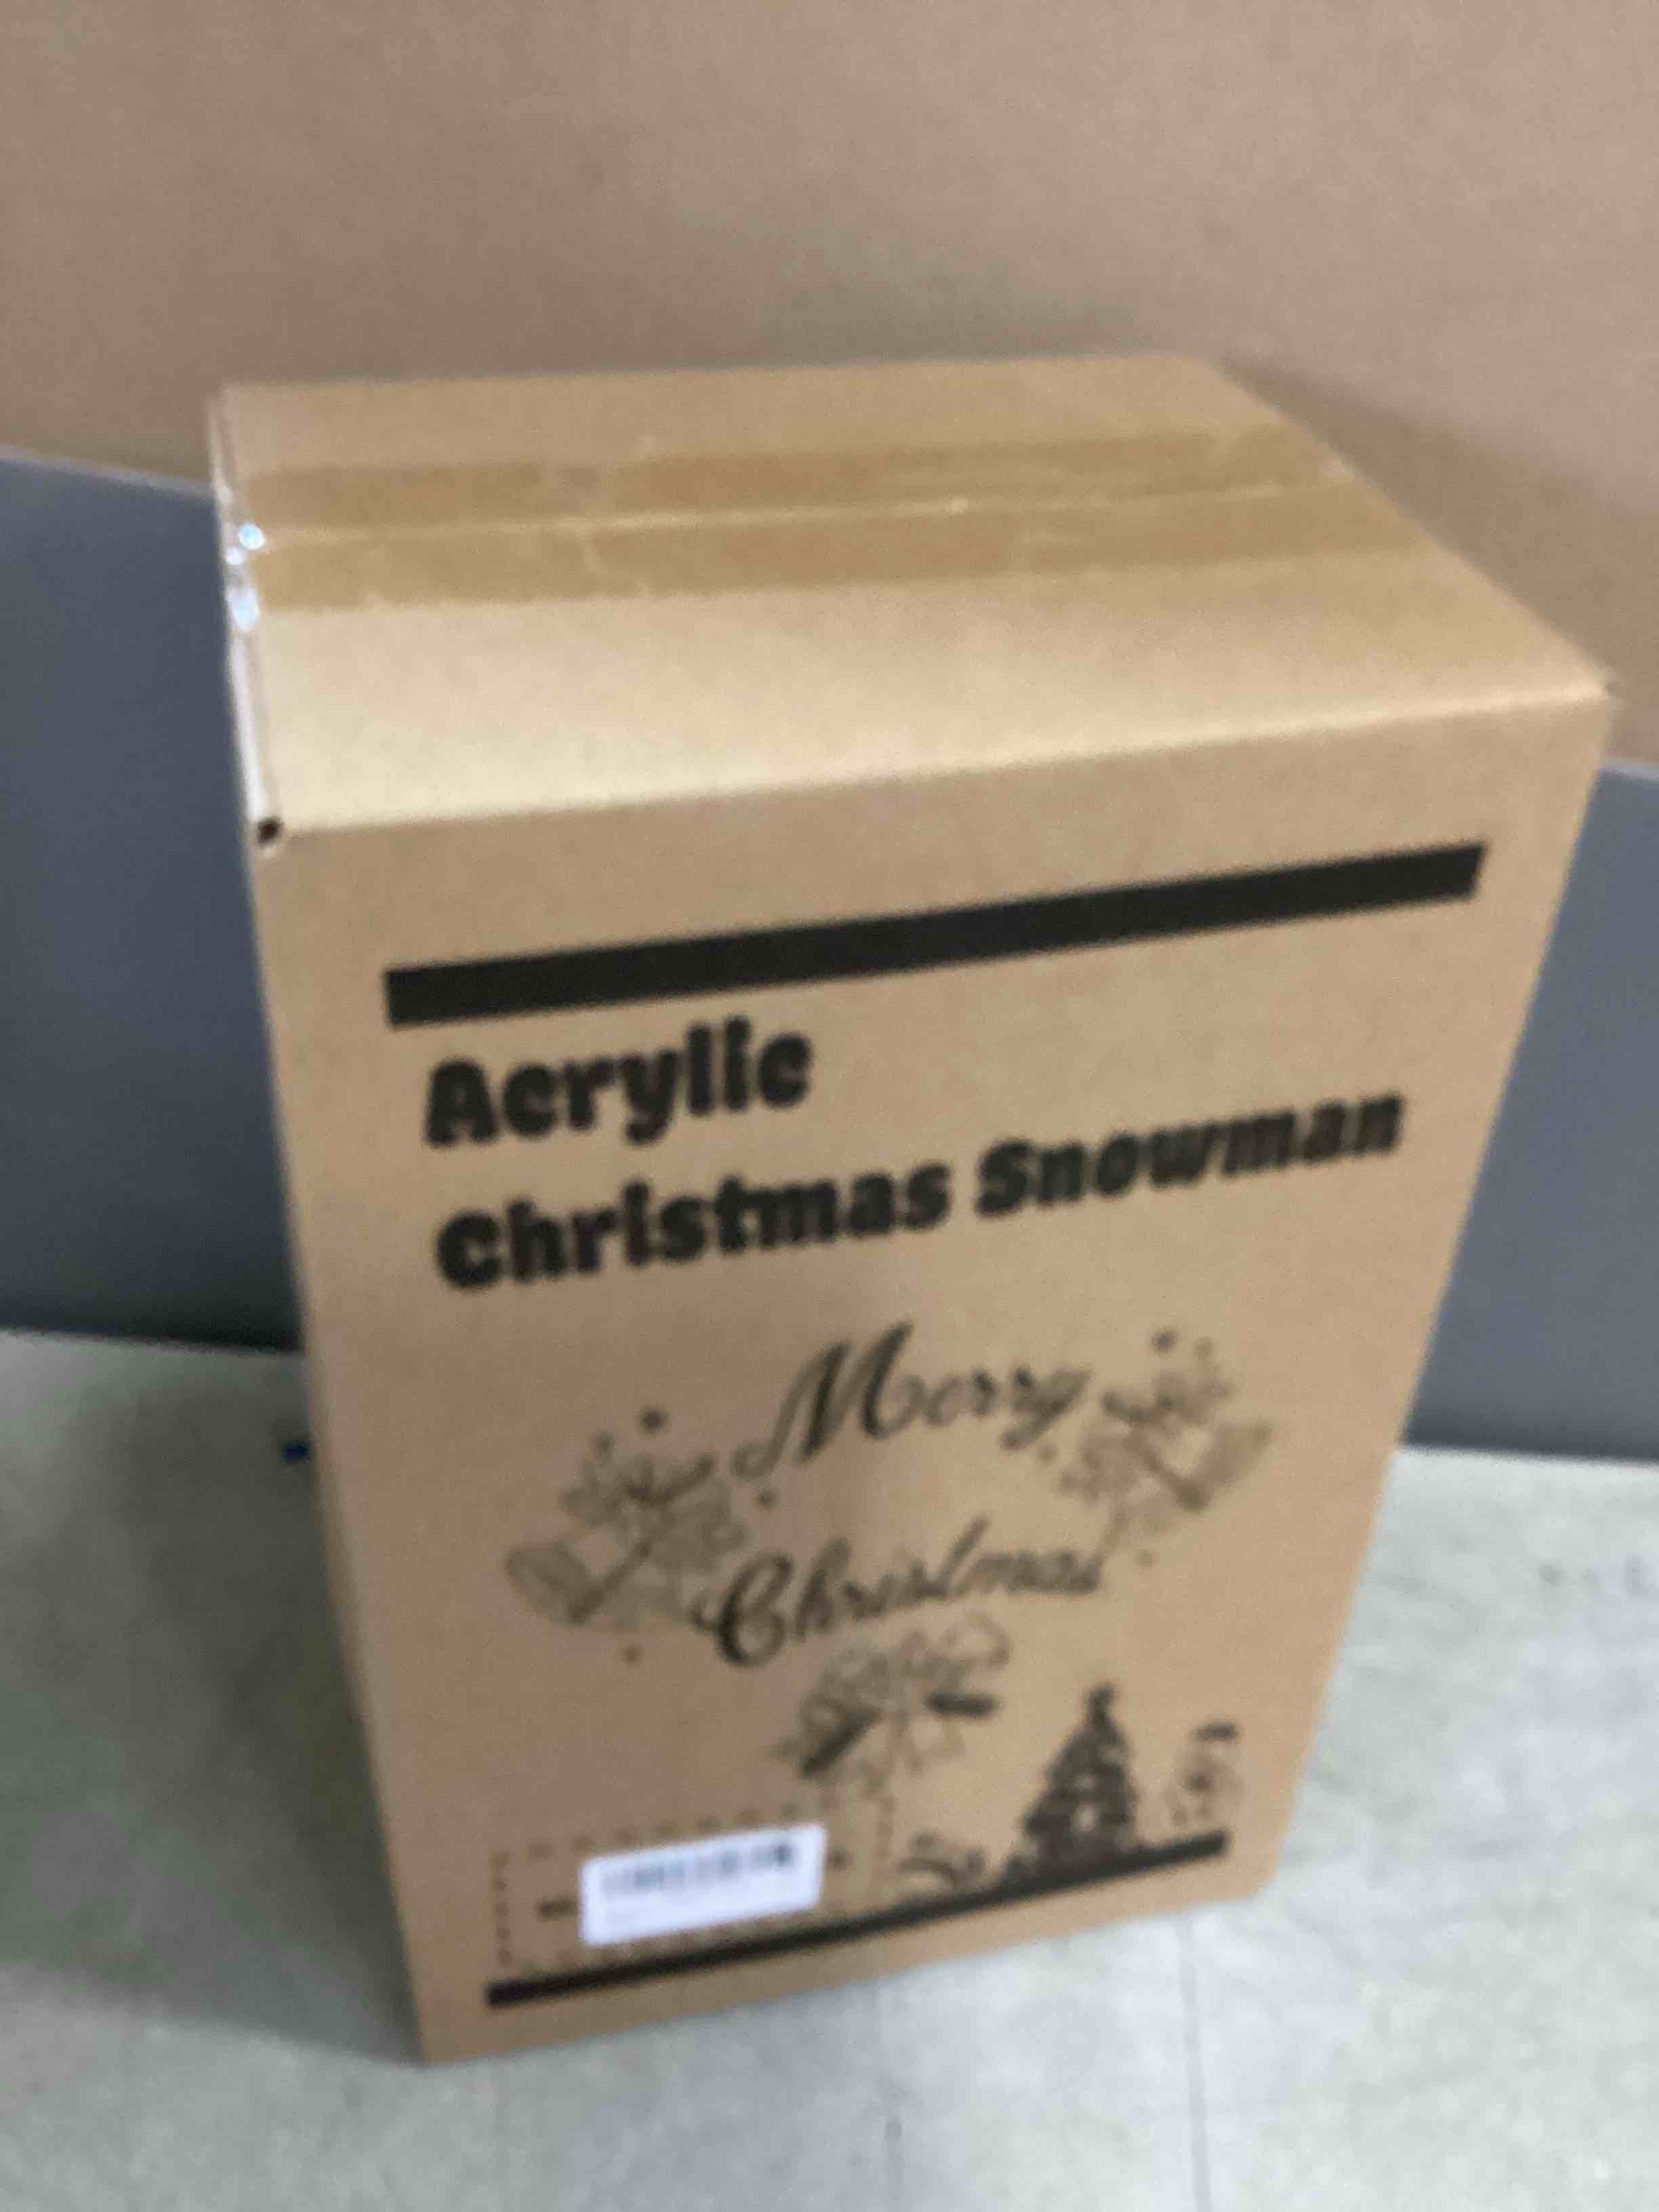 Acrylic
Christmas Snowman
Merry
Christmas